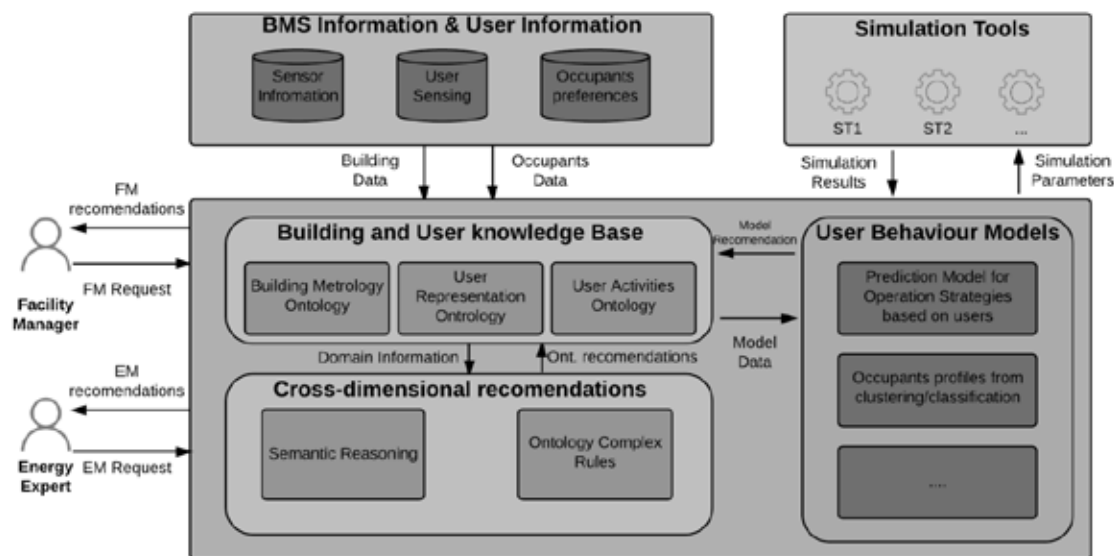 BMS Information & User Information
Sensor
Infromation
User
Sensing
Occupants
preferences
Simulation Tools
ST1
ST2
...
Building
Data
Occupants
Data
Simulation
Results
Simulation
Parameters
FM
recomendations
FM Request
Facility
Manager
EM
recomendations
EM Request
Energy
Expert
Building and User knowledge Base
Building Metrology
Ontology
User
Representation
Ontrology
User Activities
Ontology
Model
Recomendation
Model
Data
Domain Information
Ont. recomendations
Cross-dimensional recomendations
Semantic Reasoning
Ontology Complex
Rules
User Behaviour Models
Prediction Model for
Operation Strategies
based on users
Occupants profiles from
clustering/classification
....